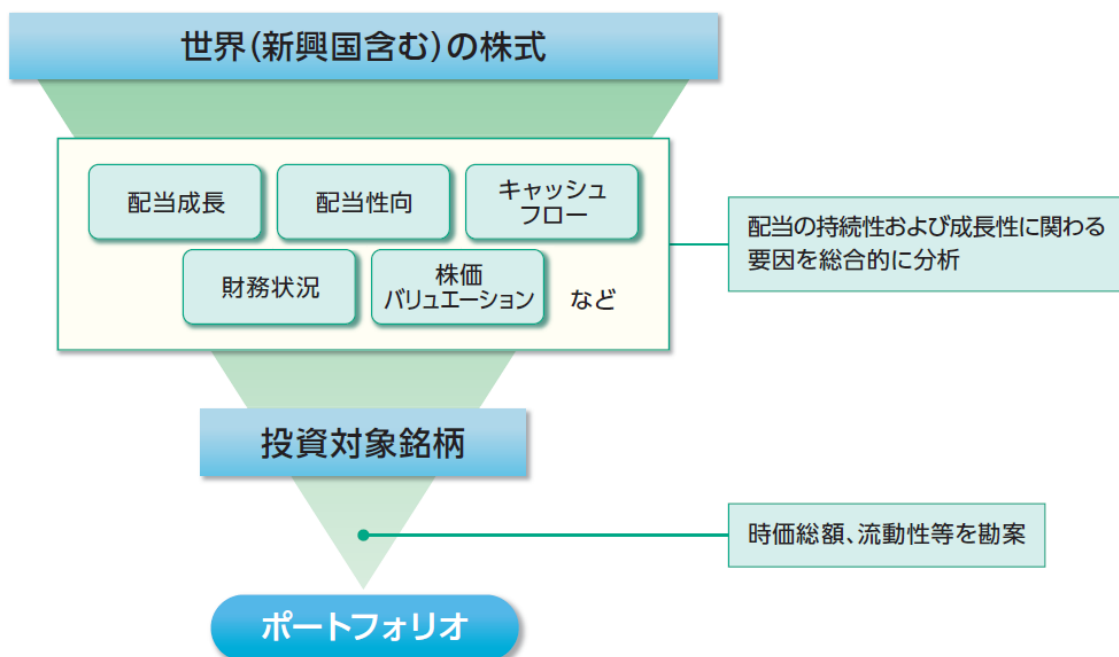 世界(新興国含む)の株式
配当成長
配当性向
キャッシュ
フロー
財務状況
株価
バリュエーション
など
配当の持続性および成長性に関わる
要因を総合的に分析
投資対象銘柄
時価総額、流動性等を勘案
ポートフォリオ